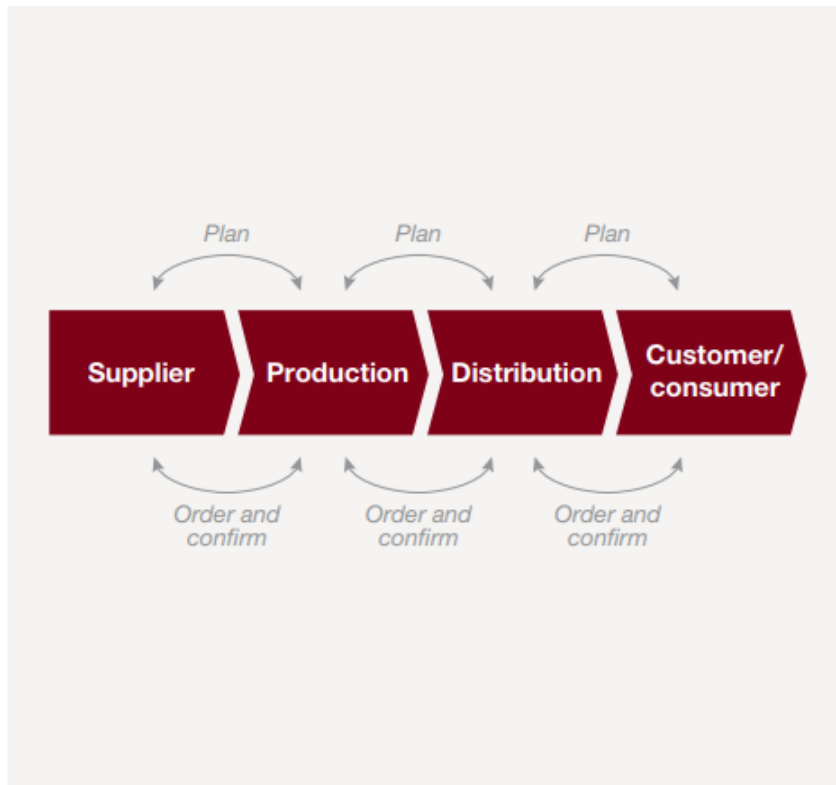 Plan
Plan
Plan
Supplier
Production
Distribution
Customer/
consumer
Order and
confirm
Order and
confirm
Order and
confirm